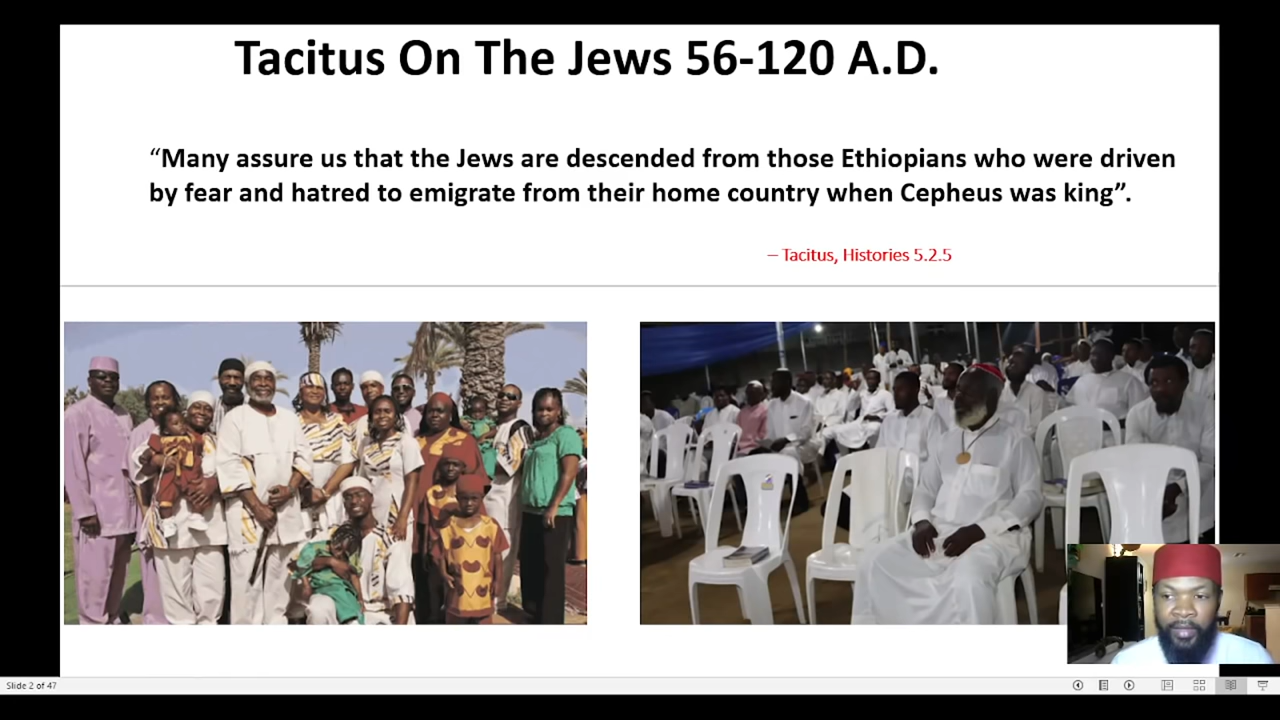 Tacitus On The Jews 56-120 A.D.
“Many assure us that the Jews are descended from those Ethiopians who were driven
by fear and hatred to emigrate from their home country when Cepheus was king”.
– Tacitus, Histories 5.2.5
Slide 2 of 47